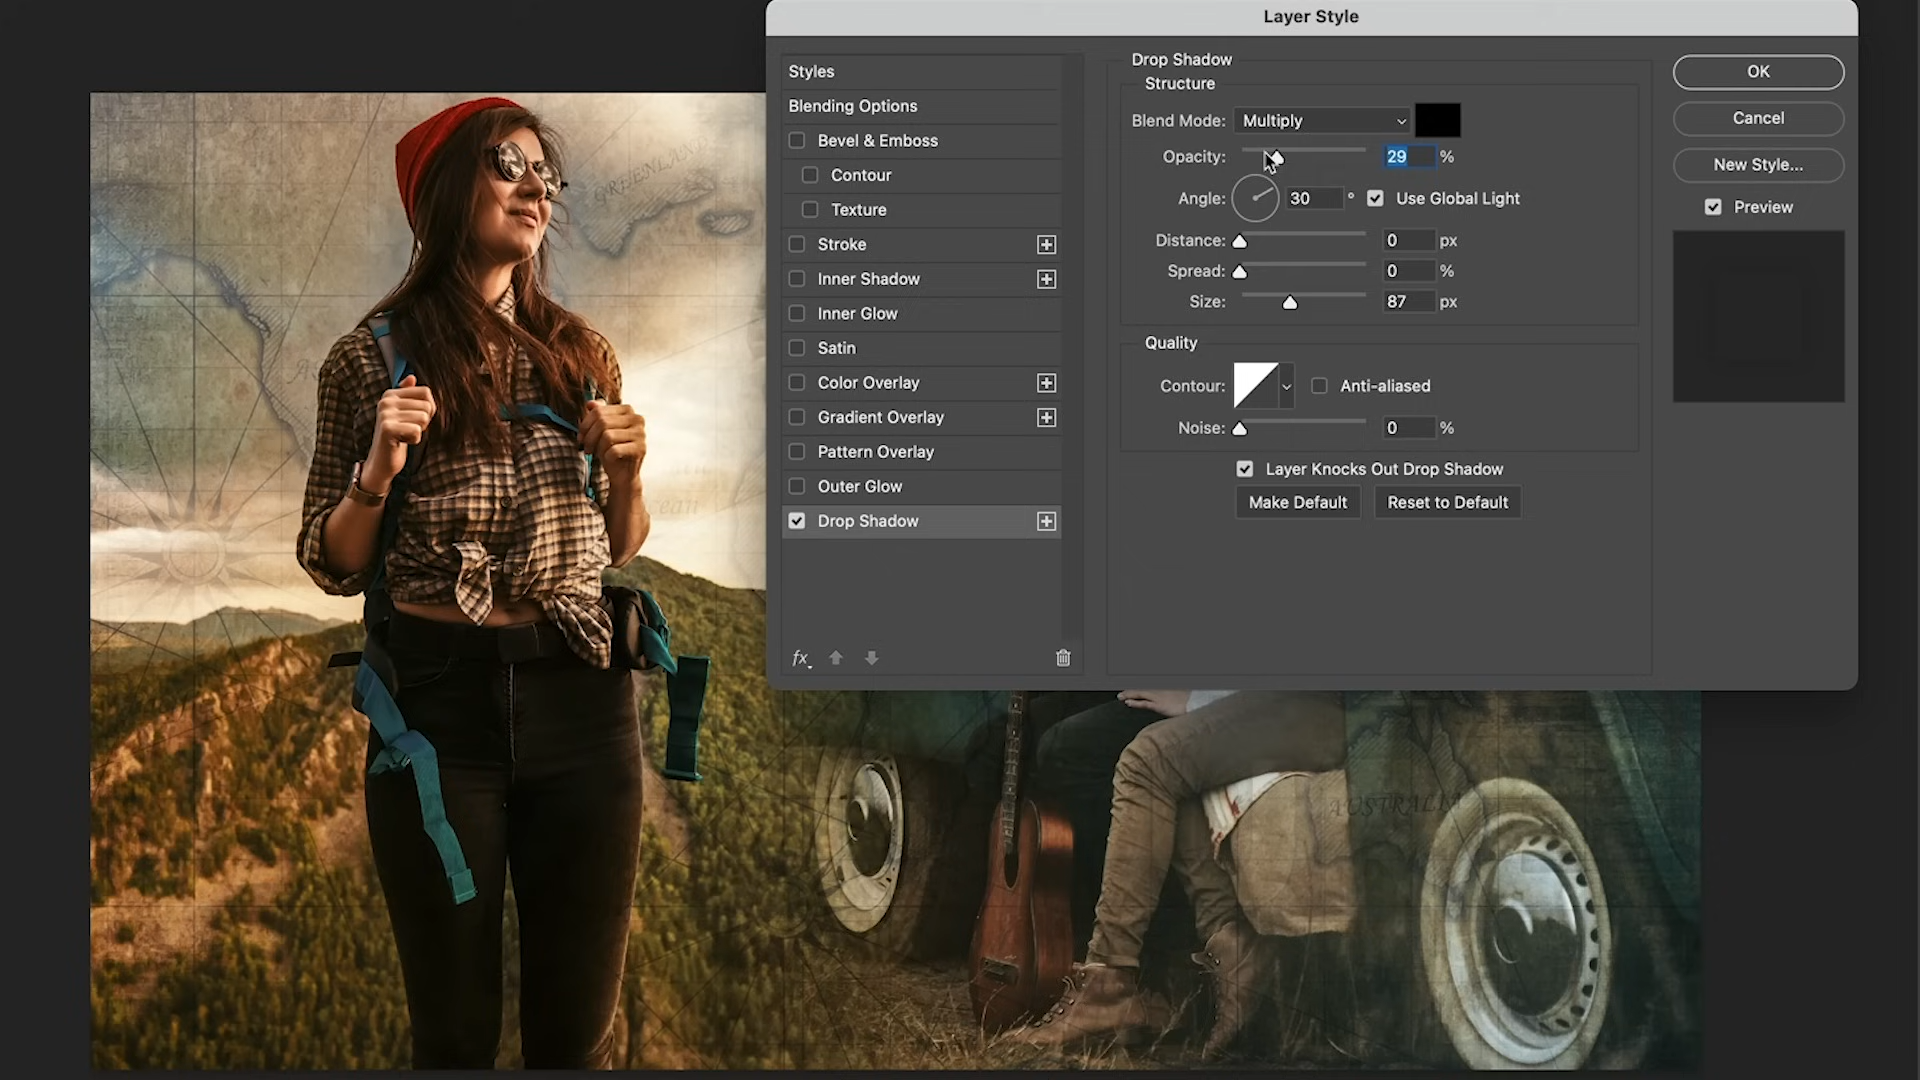 Layer Style
Styles
Blending Options
Bevel & Emboss
Contour
Texture
Stroke
Inner Shadow
Inner Glow
Satin
Color Overlay
Gradient Overlay
Pattern Overlay
Outer Glow
Drop Shadow
fx
Drop Shadow
Structure
Blend Mode: Multiply
Opacity: 29 %
Angle: 30 ° Use Global Light
Distance: 0 px
Spread: 0 %
Size: 87 px
Quality
Contour: Anti-aliased
Noise: 0 %
Layer Knocks Out Drop Shadow
Make Default Reset to Default
OK
Cancel
New Style...
Preview
GREENLAND
AUSTRALIA